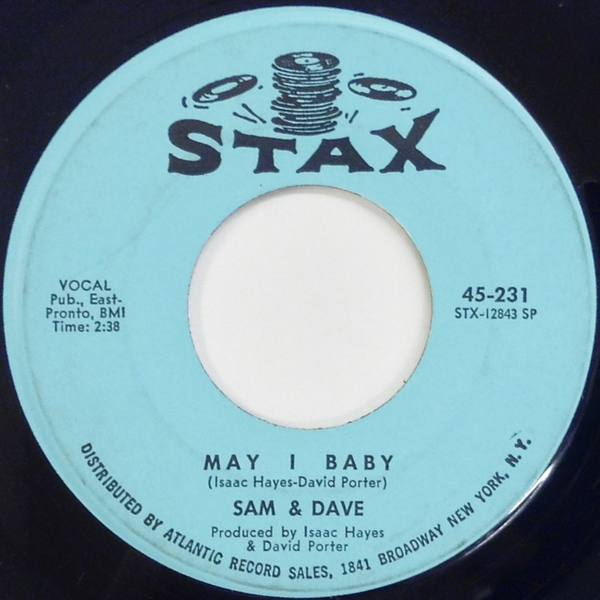 STAX
VOCAL
Pub., East-
Pronto, BMI
Time: 2:38
45-231
STX-12843 SP
MAY I BABY
(Isaac Hayes-David Porter)
SAM & DAVE
Produced by Isaac Hayes
& David Porter
DISTRIBUTED BY ATLANTIC RECORD SALES, 1841 BROADWAY NEW YORK, N.Y.